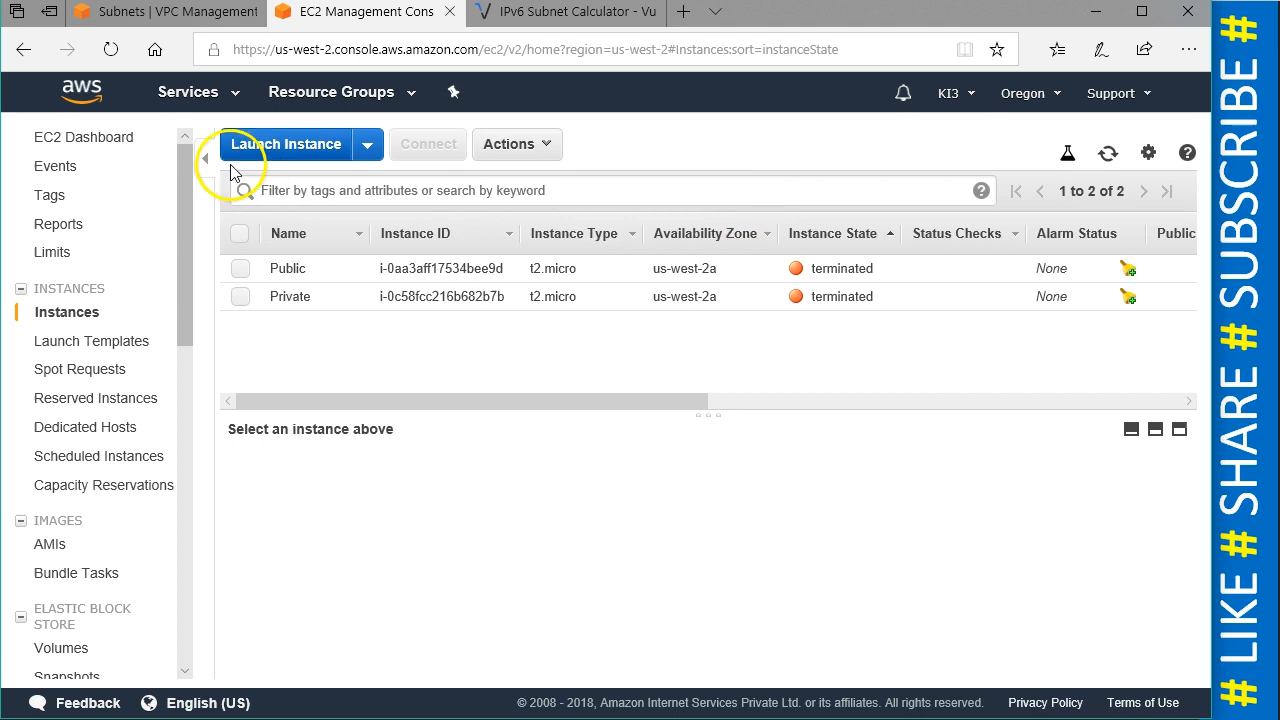 Subnets | VPC Management
EC2 Management Cons
IPv6 Subnet Calculator - Vu
https://us-west-2.console.aws.amazon.com/ec2/v2/home?region=us-west-2#Instances:sort=instanceState
aws
Services
Resource Groups
KI3
Oregon
Support
EC2 Dashboard
Events
Tags
Reports
Limits
INSTANCES
Instances
Launch Templates
Spot Requests
Reserved Instances
Dedicated Hosts
Scheduled Instances
Capacity Reservations
IMAGES
AMIs
Bundle Tasks
ELASTIC BLOCK
STORE
Volumes
Snapshots
Launch Instance
Connect
Actions
Filter by tags and attributes or search by keyword
1 to 2 of 2
Name Instance ID Instance Type Availability Zone Instance State Status Checks Alarm Status Public
Public i-0aa3aff17534bee9d t2.micro us-west-2a terminated None
Private i-0c58fcc216b682b7b t2.micro us-west-2a terminated None
Select an instance above
Feedback
English (US)
© 2008 - 2018, Amazon Internet Services Private Ltd. or its affiliates. All rights reserved.
Privacy Policy
Terms of Use
# LIKE # SHARE # SUBSCRIBE #